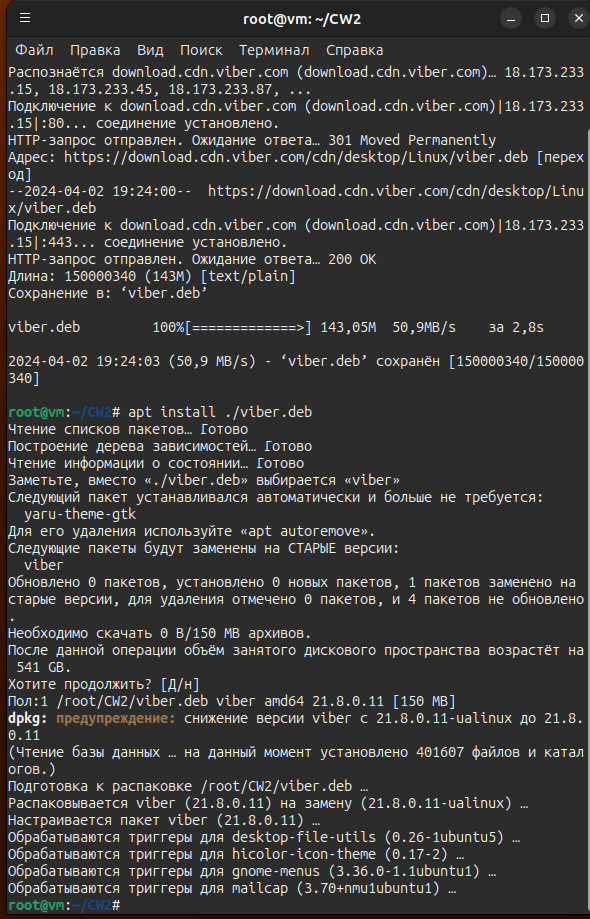 root@vm: ~/CW2
Файл Правка Вид Поиск Терминал Справка
Распознаётся download.cdn.viber.com (download.cdn.viber.com)… 18.173.233
.15, 18.173.233.45, 18.173.233.87, ...
Подключение к download.cdn.viber.com (download.cdn.viber.com)|18.173.233
.15|:80... соединение установлено.
HTTP-запрос отправлен. Ожидание ответа… 301 Moved Permanently
Адрес: https://download.cdn.viber.com/cdn/desktop/Linux/viber.deb [перех
од]
--2024-04-02 19:24:00--  https://download.cdn.viber.com/cdn/desktop/Linu
x/viber.deb
Подключение к download.cdn.viber.com (download.cdn.viber.com)|18.173.233
.15|:443... соединение установлено.
HTTP-запрос отправлен. Ожидание ответа… 200 OK
Длина: 150000340 (143M) [text/plain]
Сохранение в: ‘viber.deb’
viber.deb         100%[=============>] 143,05M  50,9MB/s    за 2,8s
2024-04-02 19:24:03 (50,9 MB/s) - ‘viber.deb’ сохранён [150000340/150000
340]
root@vm:~/CW2# apt install ./viber.deb
Чтение списков пакетов… Готово
Построение дерева зависимостей… Готово
Чтение информации о состоянии… Готово
Заметьте, вместо «./viber.deb» выбирается «viber»
Следующий пакет устанавливался автоматически и больше не требуется:
  yaru-theme-gtk
Для его удаления используйте «apt autoremove».
Следующие пакеты будут заменены на СТАРЫЕ версии:
  viber
Обновлено 0 пакетов, установлено 0 новых пакетов, 1 пакетов заменено на
старые версии, для удаления отмечено 0 пакетов, и 4 пакетов не обновлено
.
Необходимо скачать 0 B/150 MB архивов.
После данной операции объём занятого дискового пространства возрастёт на
 541 GB.
Хотите продолжить? [Д/н]
Пол:1 /root/CW2/viber.deb viber amd64 21.8.0.11 [150 MB]
dpkg: предупреждение: снижение версии viber с 21.8.0.11-ualinux до 21.8.
0.11
(Чтение базы данных … на данный момент установлено 401607 файлов и катал
огов.)
Подготовка к распаковке /root/CW2/viber.deb …
Распаковывается viber (21.8.0.11) на замену (21.8.0.11-ualinux) …
Настраивается пакет viber (21.8.0.11) …
Обрабатываются триггеры для desktop-file-utils (0.26-1ubuntu5) …
Обрабатываются триггеры для hicolor-icon-theme (0.17-2) …
Обрабатываются триггеры для gnome-menus (3.36.0-1.1ubuntu1) …
Обрабатываются триггеры для mailcap (3.70+nmu1ubuntu1) …
root@vm:~/CW2#